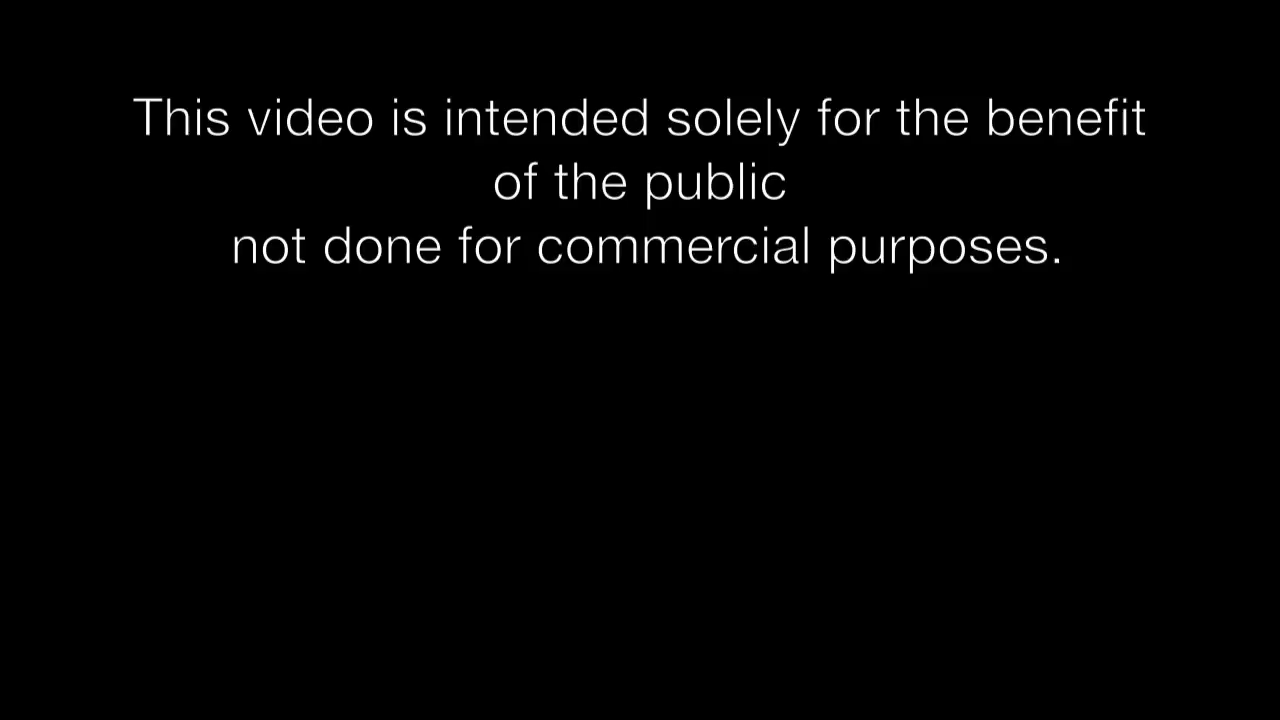 This video is intended solely for the benefit
of the public
not done for commercial purposes.